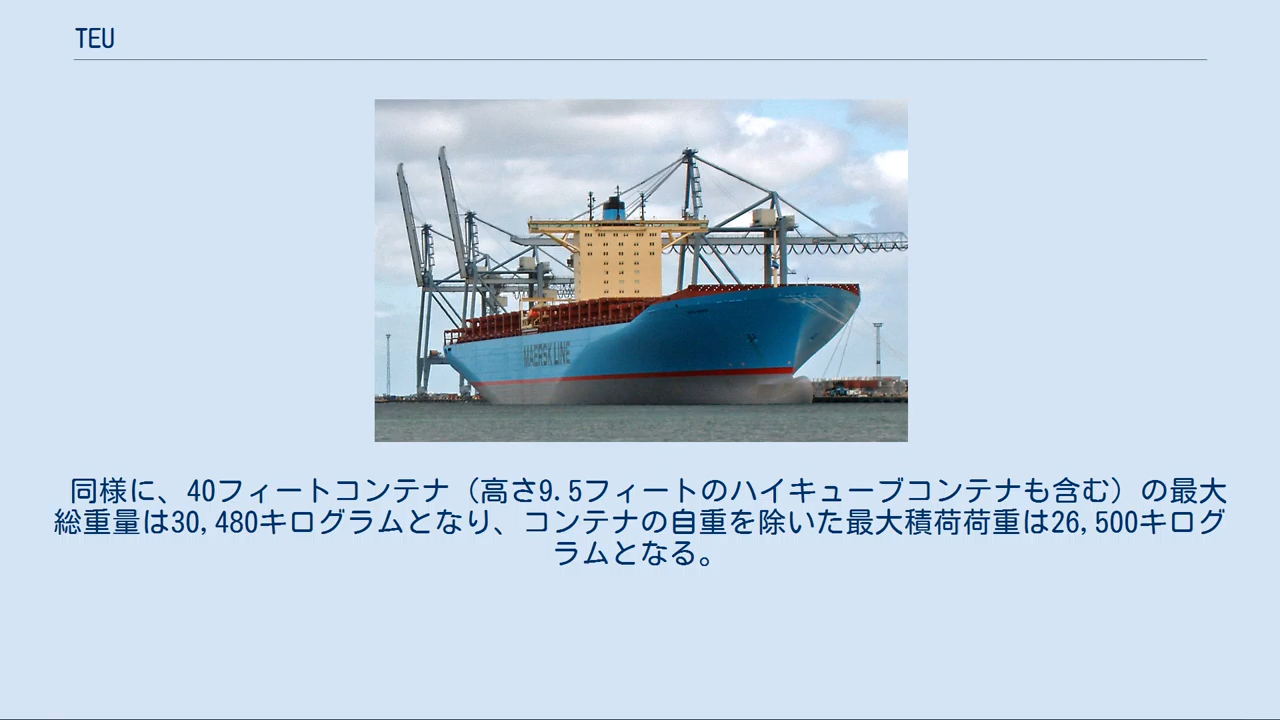 TEU
MAERSK LINE
同様に、40フィートコンテナ（高さ9.5フィートのハイキューブコンテナも含む）の最大
総重量は30,480キログラムとなり、コンテナの自重を除いた最大積荷荷重は26,500キログ
ラムとなる。